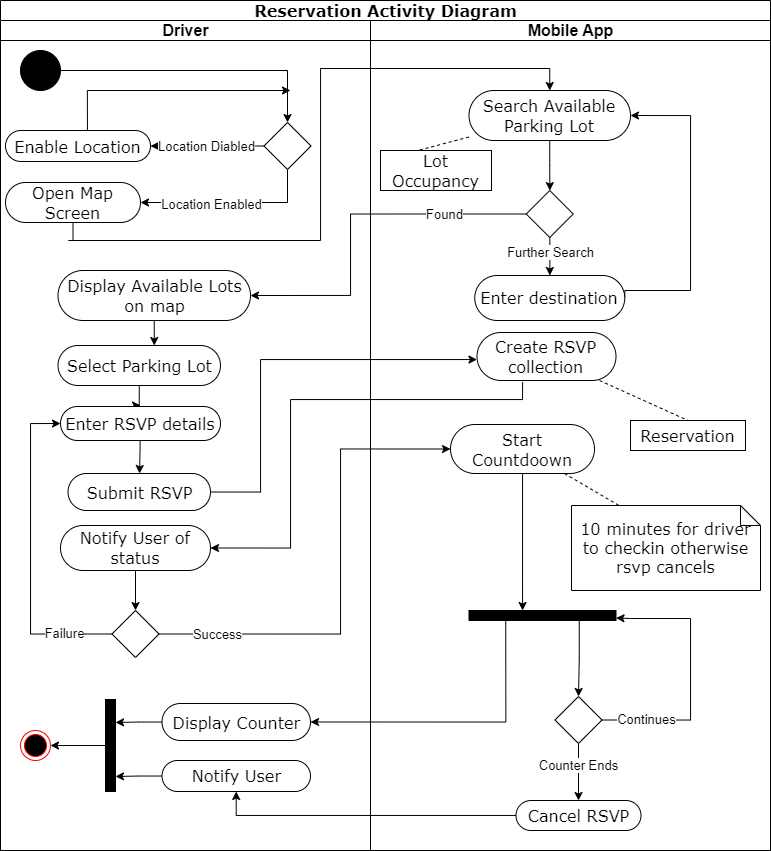 Reservation Activity Diagram
Driver
Mobile App
Search Available
Parking Lot
Enable Location
Location Diabled
Lot
Occupancy
Open Map
Screen
Location Enabled
Found
Further Search
Display Available Lots
on map
Enter destination
Create RSVP
collection
Select Parking Lot
Enter RSVP details
Reservation
Start
Countdoown
Submit RSVP
10 minutes for driver
to checkin otherwise
rsvp cancels
Notify User of
status
Failure
Success
Display Counter
Continues
Counter Ends
Notify User
Cancel RSVP